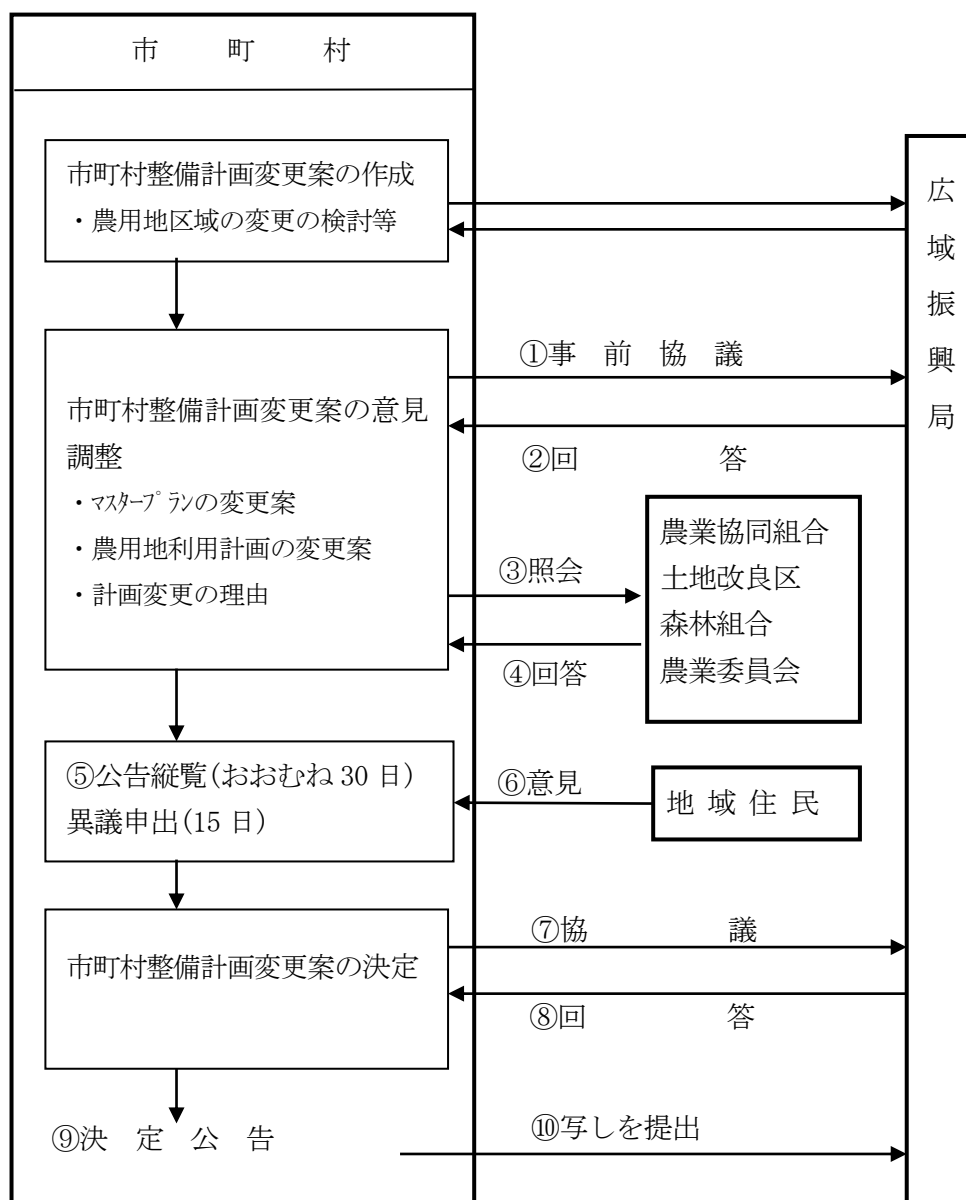 市 町 村
市町村整備計画変更案の作成
・農用地区域の変更の検討等
広域振興局
市町村整備計画変更案の意見
調整
・ﾏｽﾀｰﾌﾟﾗﾝの変更案
・農用地利用計画の変更案
・計画変更の理由
①事 前 協 議
②回 答
③照会
④回答
農業協同組合
土地改良区
森林組合
農業委員会
⑤公告縦覧(おおむね 30 日)
異議申出(15 日)
⑥意見
地 域 住 民
市町村整備計画変更案の決定
⑦協 議
⑧回 答
⑨決 定 公 告
⑩写しを提出